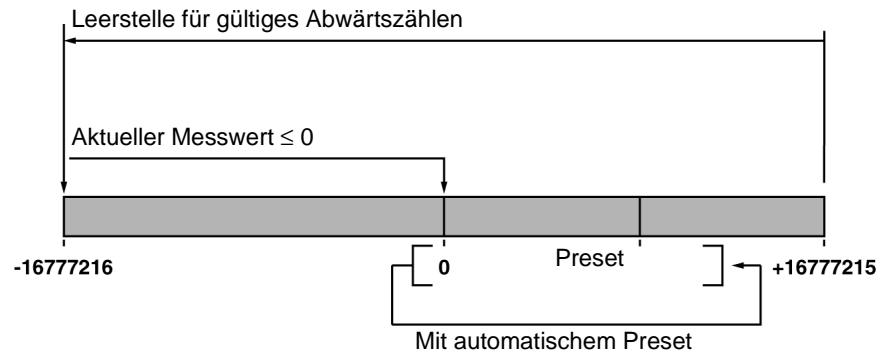 Leerstelle für gültiges Abwärtszählen
Aktueller Messwert ≤ 0
-16777216
0
Preset
+16777215
Mit automatischem Preset